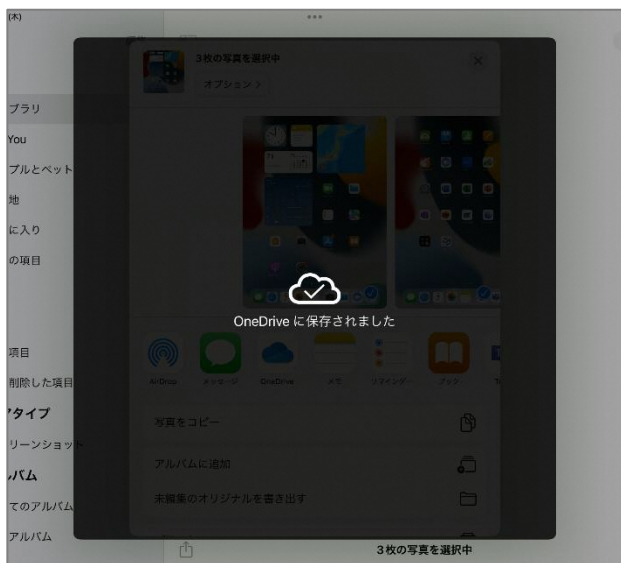 (木)
3枚の写真を選択中
オプション >
ブラリ
You
プルとペット
地
に入り
の項目
OneDrive に保存されました
項目
削除した項目
AirDrop メッセージ OneDrive メモ リマインダー ブック
タイプ
写真をコピー
リーンショット
アルバムに追加
ルバム
未編集のオリジナルを書き出す
てのアルバム
アルバム
3枚の写真を選択中